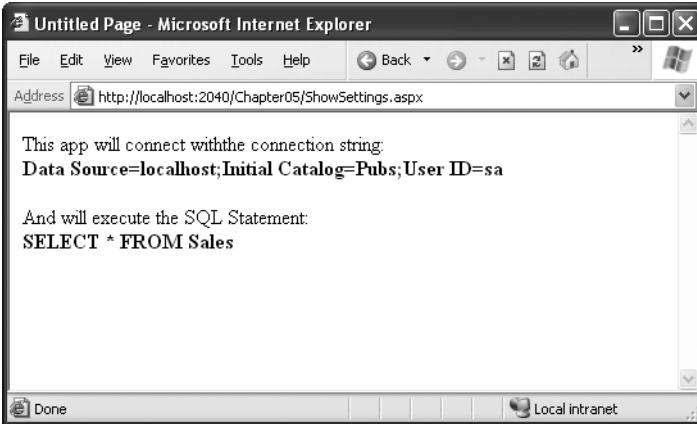 Untitled Page - Microsoft Internet Explorer
File Edit View Favorites Tools Help Back »
Address http://localhost:2040/Chapter05/ShowSettings.aspx
This app will connect withthe connection string:
Data Source=localhost;Initial Catalog=Pubs;User ID=sa
And will execute the SQL Statement:
SELECT * FROM Sales
Done Local intranet